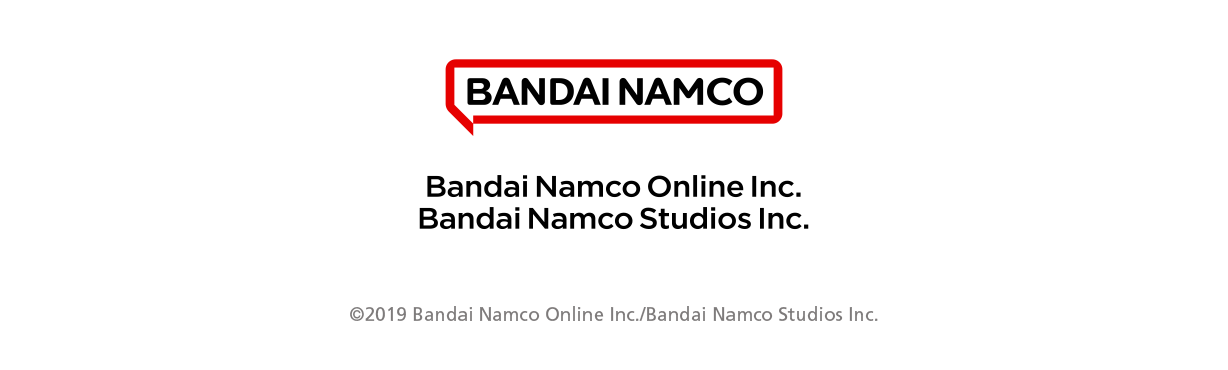 BANDAI NAMCO
Bandai Namco Online Inc.
Bandai Namco Studios Inc.
©2019 Bandai Namco Online Inc./Bandai Namco Studios Inc.